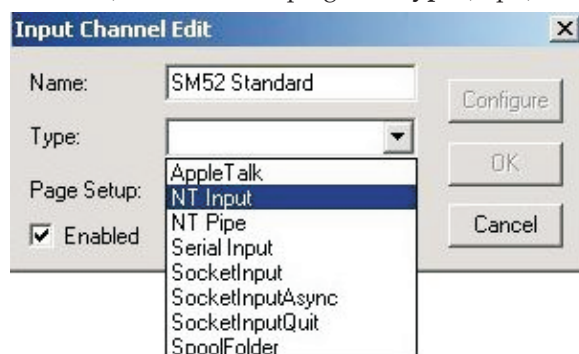 Input Channel Edit
Name:
SM52 Standard
Configure
Type:
OK
AppleTalk
Page Setup:
NT Input
NT Pipe
Enabled
Cancel
Serial Input
SocketInput
SocketInputAsync
SocketInputQuit
SpoolFolder